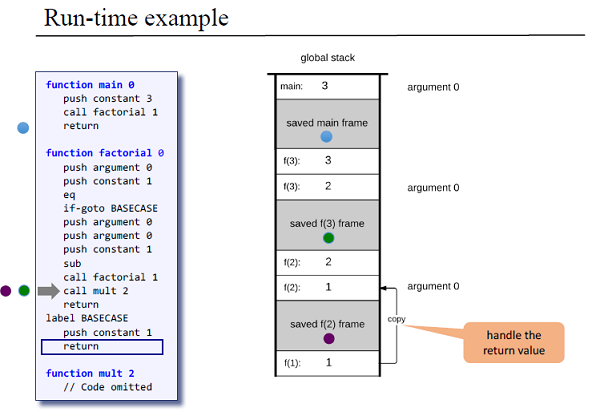 Run-time example
function main 0
push constant 3
call factorial 1
return
function factorial 0
push argument 0
push constant 1
eq
if-goto BASECASE
push argument 0
push argument 0
push constant 1
sub
call factorial 1
call mult 2
return
label BASECASE
push constant 1
return
function mult 2
// Code omitted
global stack
main: 3 argument 0
saved main frame
f(3): 3
f(3): 2 argument 0
saved f(3) frame
f(2): 2
f(2): 1 argument 0
saved f(2) frame
copy
f(1): 1
handle the
return value